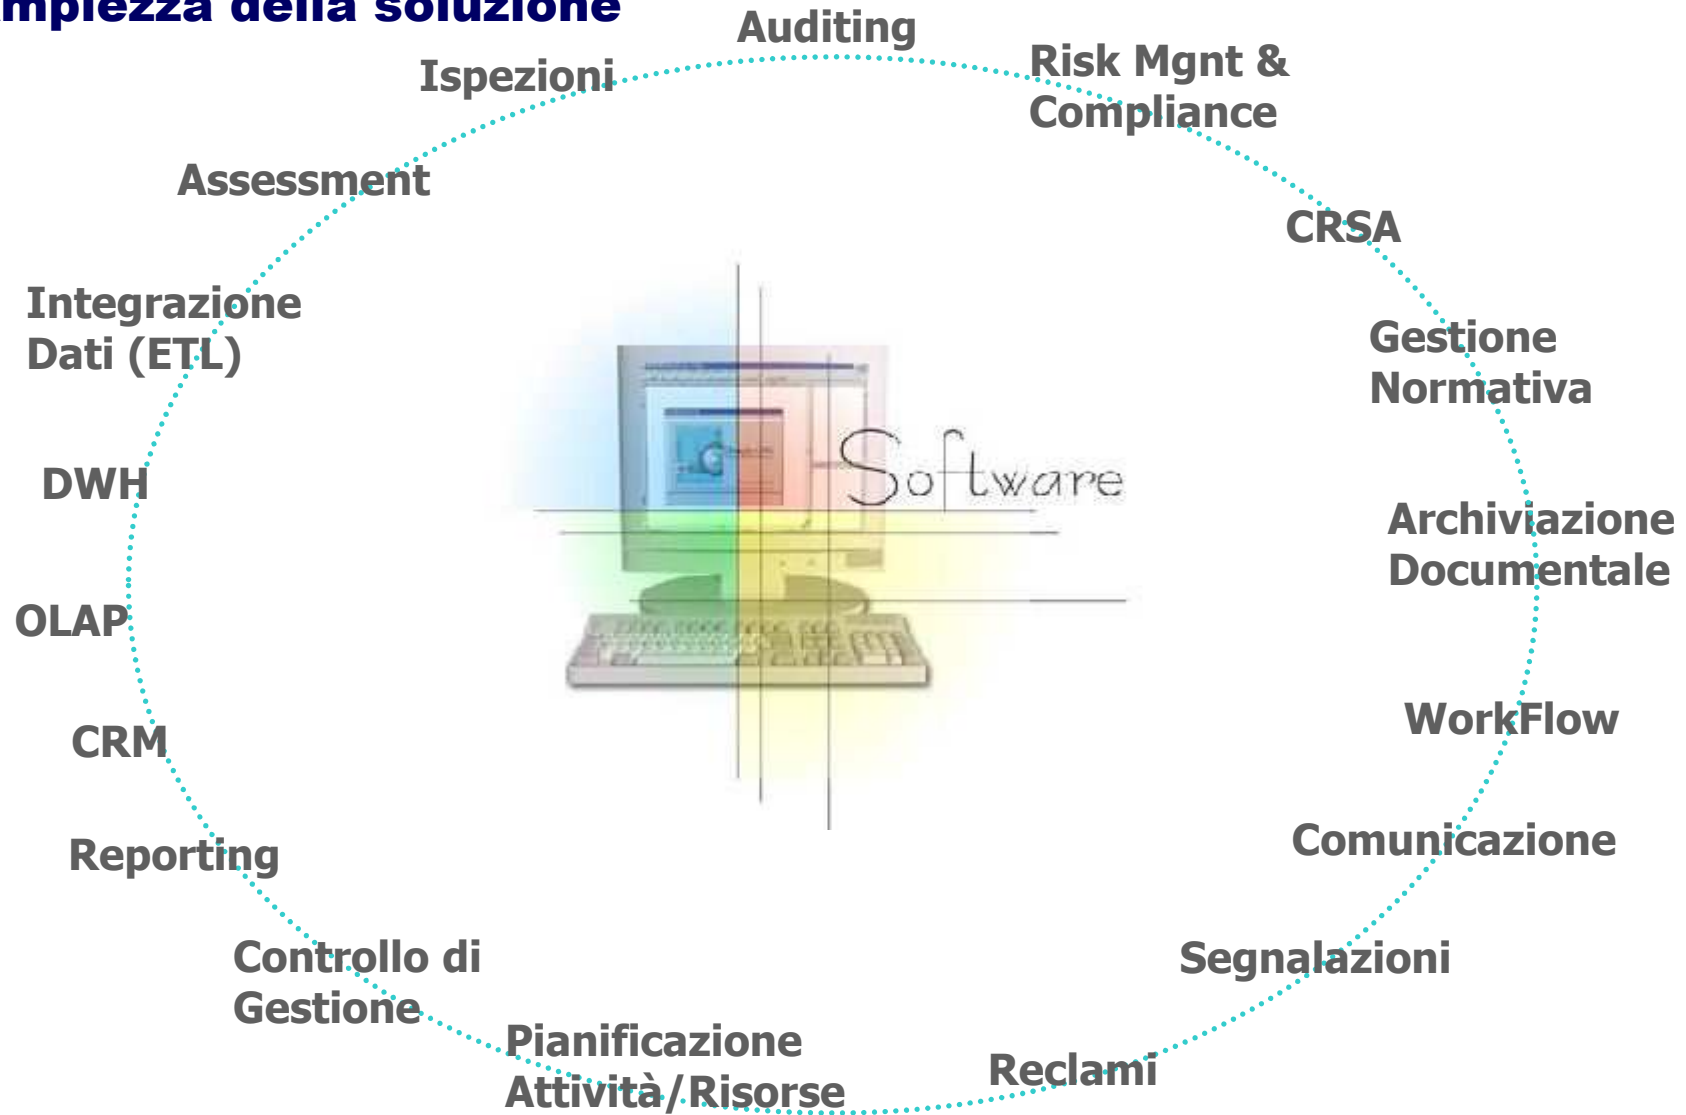 Ampiezza della soluzione
Auditing
Risk Mgnt &
Compliance
Ispezioni
Assessment
CRSA
Integrazione
Dati (ETL)
Gestione
Normativa
DWH
Software
Archiviazione
Documentale
OLAP
CRM
WorkFlow
Reporting
Comunicazione
Controllo di
Gestione
Segnalazioni
Pianificazione
Attività/Risorse
Reclami